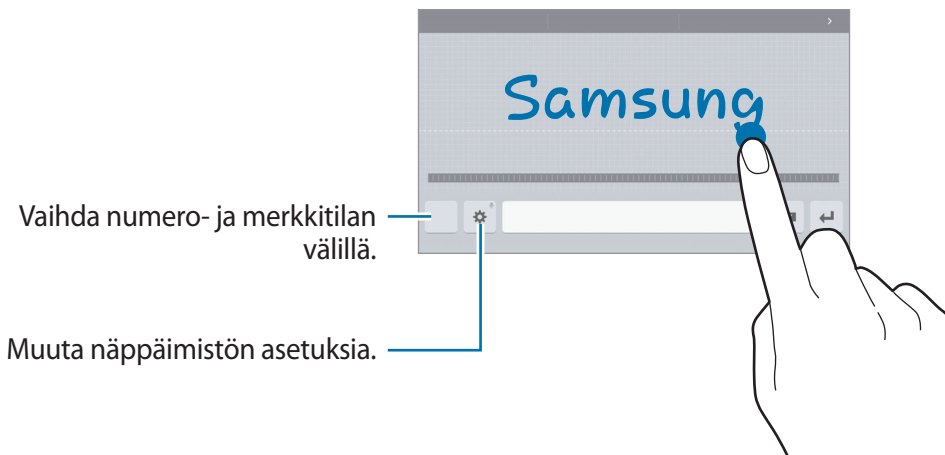 Samsung
Vaihda numero- ja merkkitilan
välillä.
Muuta näppäimistön asetuksia.